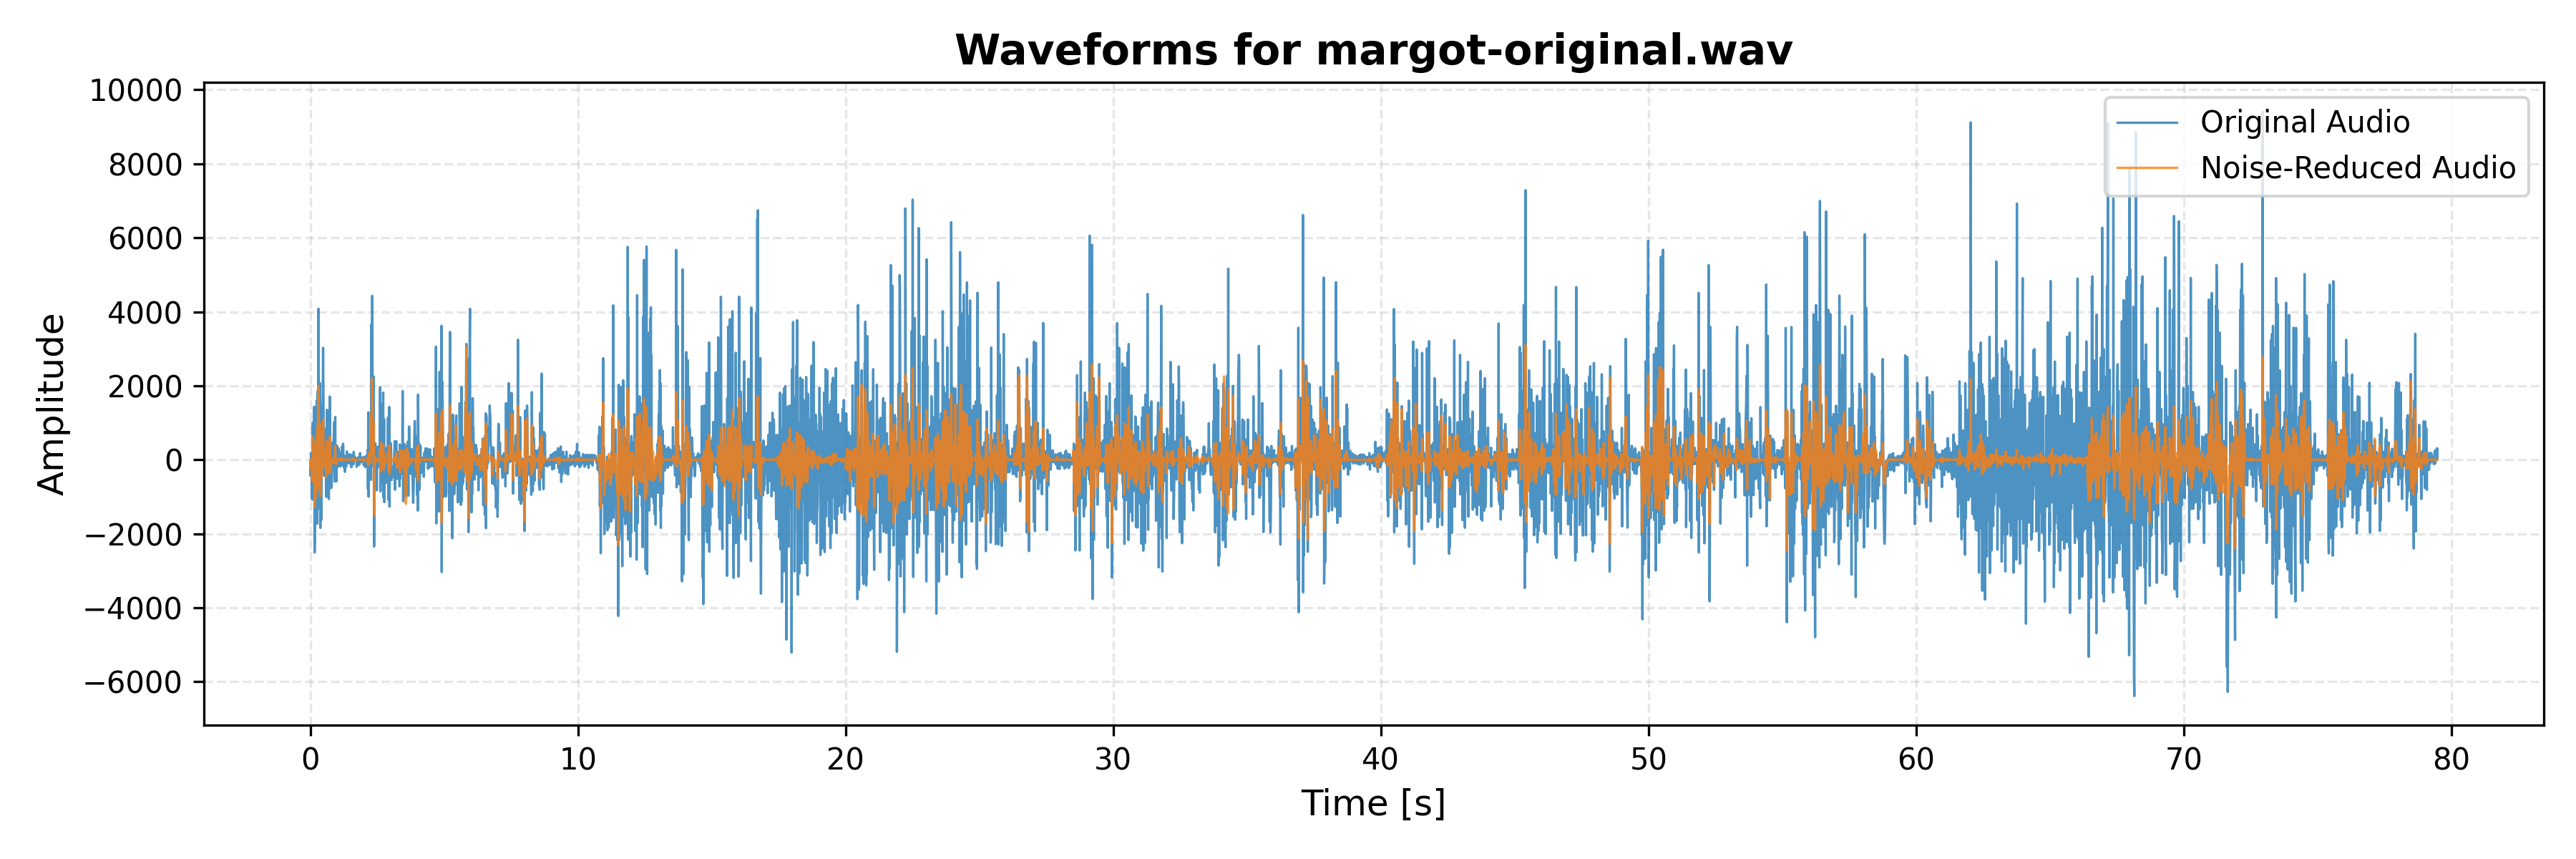 Waveforms for margot-original.wav
Original Audio
Noise-Reduced Audio
Amplitude
10000
8000
6000
4000
2000
0
−2000
−4000
−6000
0 10 20 30 40 50 60 70 80
Time [s]